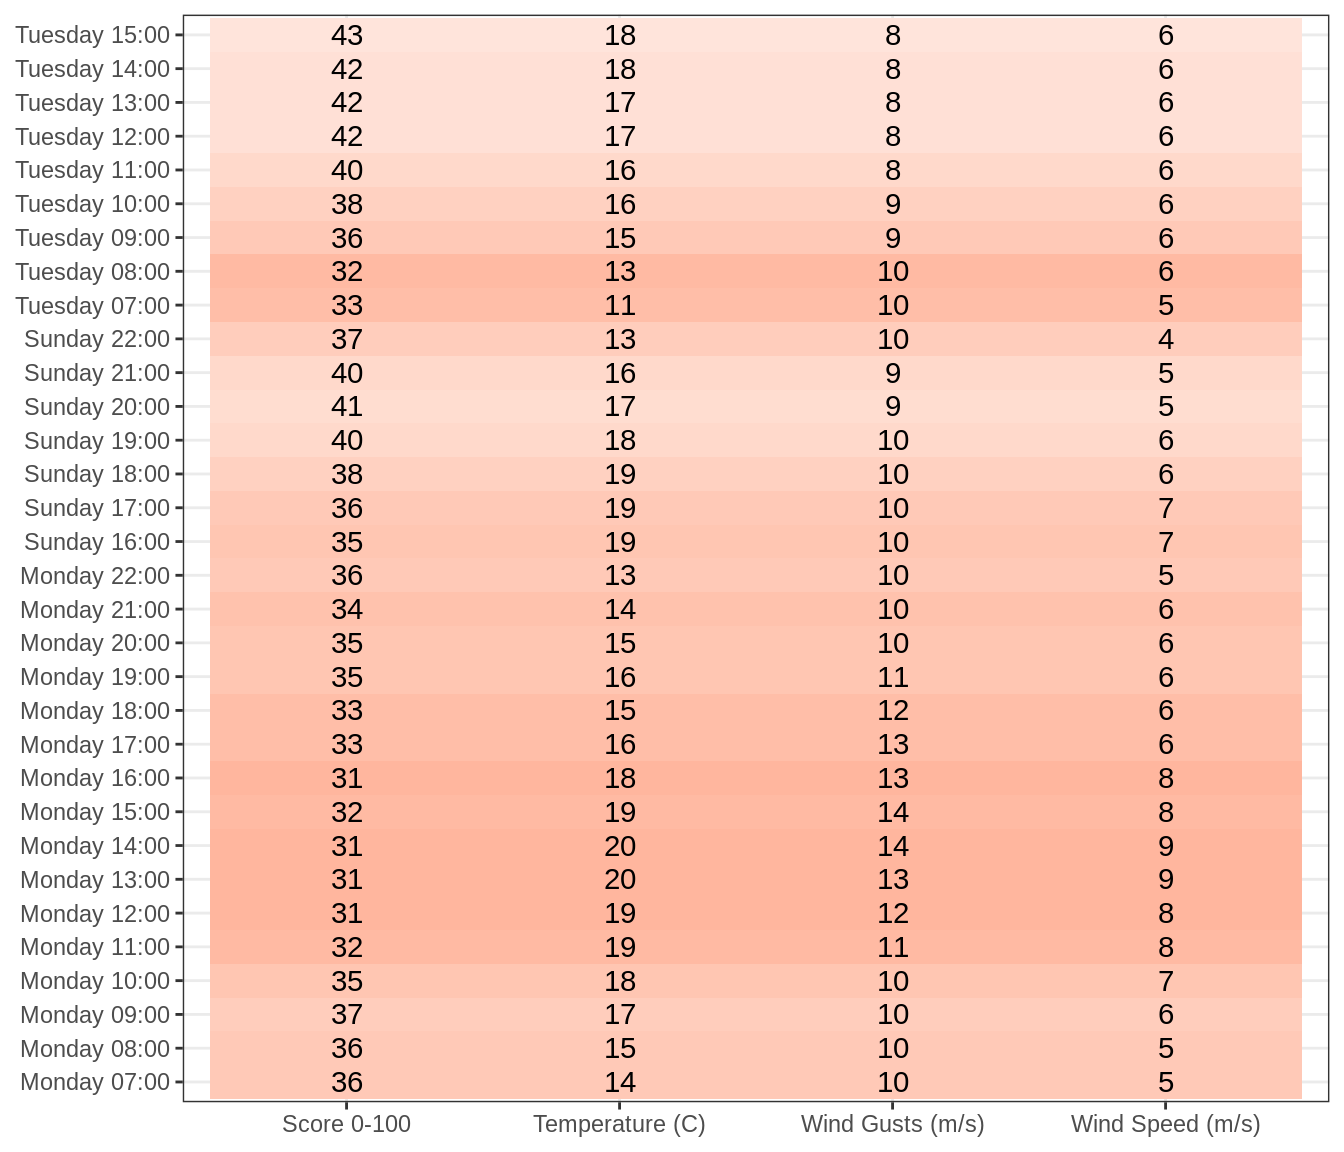 Tuesday 15:00 43 18 8 6
Tuesday 14:00 42 18 8 6
Tuesday 13:00 42 17 8 6
Tuesday 12:00 42 17 8 6
Tuesday 11:00 40 16 8 6
Tuesday 10:00 38 16 9 6
Tuesday 09:00 36 15 9 6
Tuesday 08:00 32 13 10 6
Tuesday 07:00 33 11 10 5
Sunday 22:00 37 13 10 4
Sunday 21:00 40 16 9 5
Sunday 20:00 41 17 9 5
Sunday 19:00 40 18 10 6
Sunday 18:00 38 19 10 6
Sunday 17:00 36 19 10 7
Sunday 16:00 35 19 10 7
Monday 22:00 36 13 10 5
Monday 21:00 34 14 10 6
Monday 20:00 35 15 10 6
Monday 19:00 35 16 11 6
Monday 18:00 33 15 12 6
Monday 17:00 33 16 13 6
Monday 16:00 31 18 13 8
Monday 15:00 32 19 14 8
Monday 14:00 31 20 14 9
Monday 13:00 31 20 13 9
Monday 12:00 31 19 12 8
Monday 11:00 32 19 11 8
Monday 10:00 35 18 10 7
Monday 09:00 37 17 10 6
Monday 08:00 36 15 10 5
Monday 07:00 36 14 10 5
Score 0-100 Temperature (C) Wind Gusts (m/s) Wind Speed (m/s)